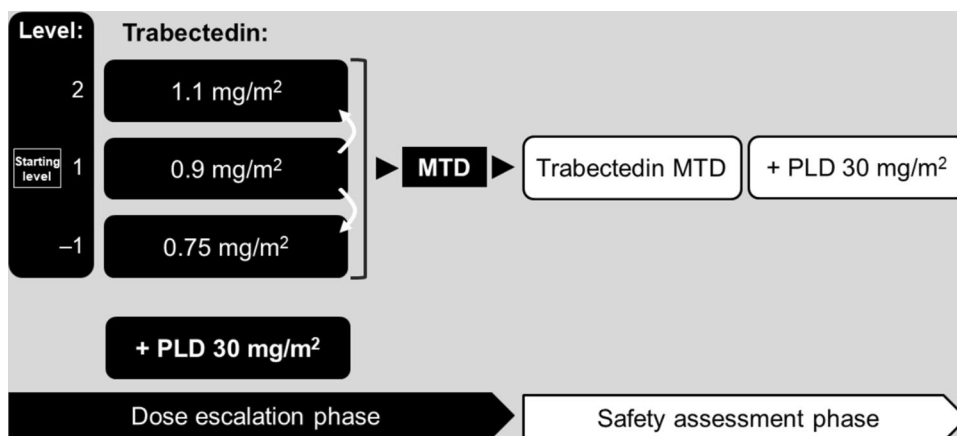 Level:
Trabectedin:
2
1.1 mg/m²
Starting
level
1
0.9 mg/m²
–1
0.75 mg/m²
MTD
Trabectedin MTD
+ PLD 30 mg/m²
+ PLD 30 mg/m²
Dose escalation phase
Safety assessment phase